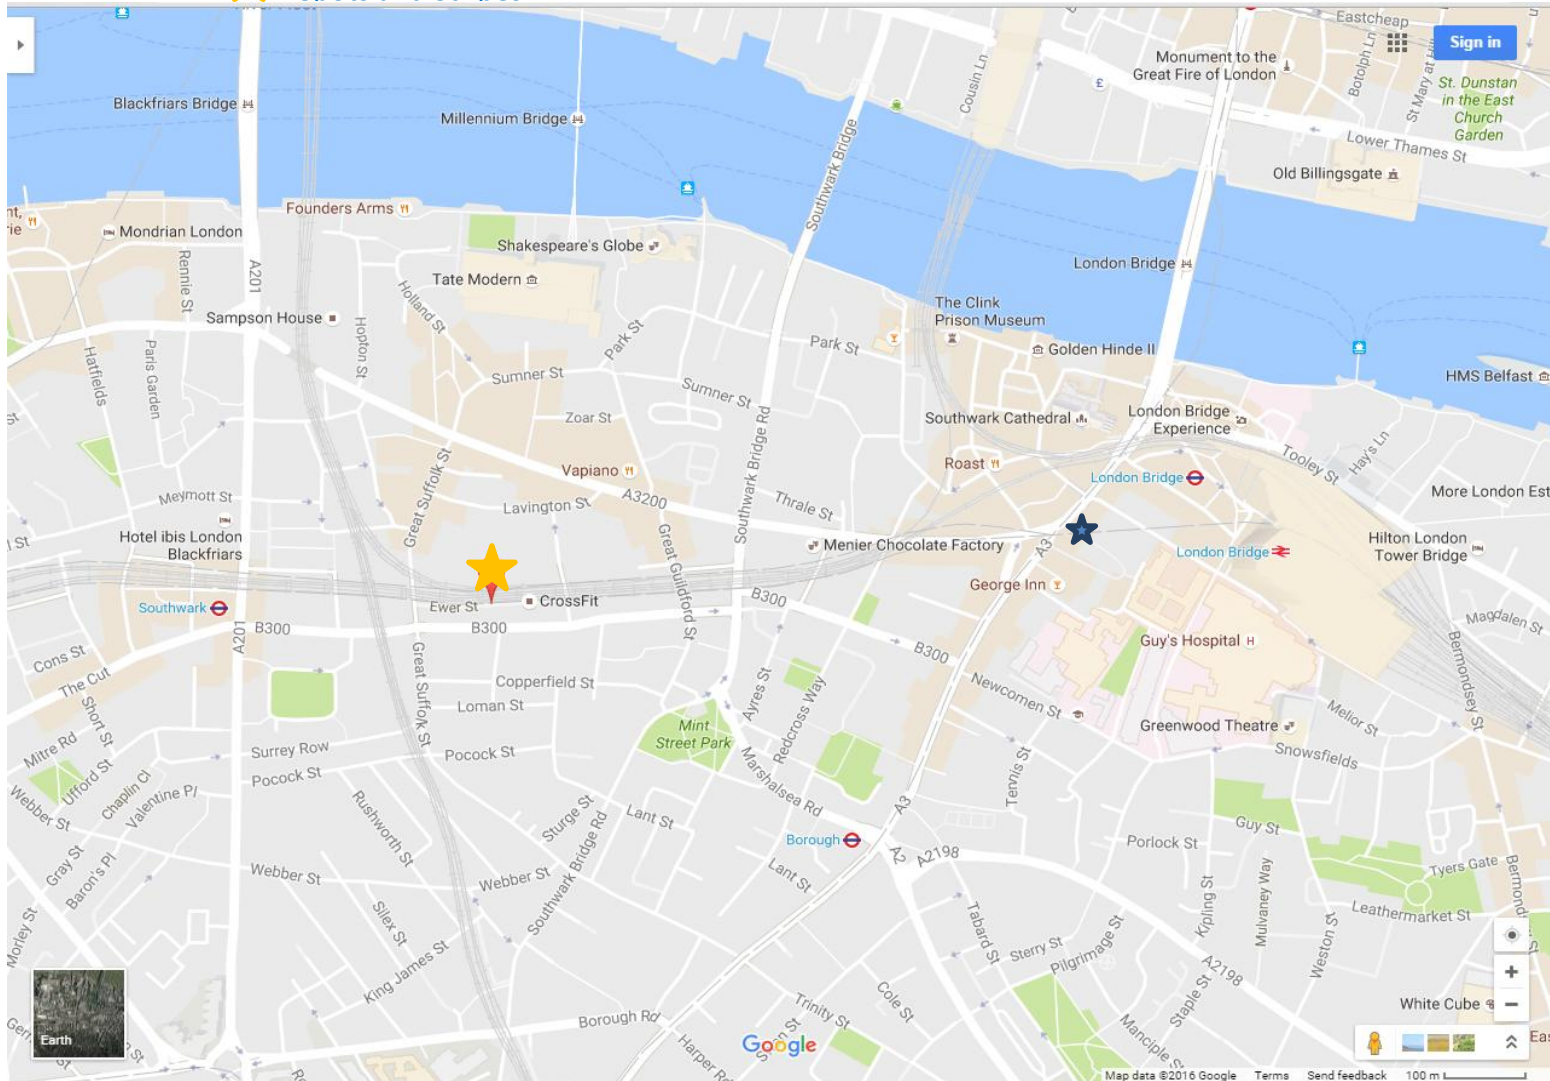 Eastcheap
Sign in
Monument to the
Great Fire of London
Botolph Ln
St Mary at
St. Dunstan
in the East
Church
Garden
Cousin Ln
Blackfriars Bridge
Millennium Bridge
Southwark Bridge
Lower Thames St
Old Billingsgate
Founders Arms
Mondrian London
Rennie St
A201
Shakespeare's Globe
Tate Modern
London Bridge
Holland St
Sampson House
Hopton St
Park St
Park St
The Clink
Prison Museum
Golden Hinde II
HMS Belfast
Hatfields
Paris Garden
Sumner St
Sumner St
Zoar St
Southwark Bridge Rd
Southwark Cathedral
London Bridge
Experience
Tooley St
Hay's Ln
Vapiano
Roast
London Bridge
More London Est
Meymott St
Great Suffolk St
Lavington St
A3200
Thrale St
Hotel ibis London
Blackfriars
Great Guildford St
Menier Chocolate Factory
A3
London Bridge
Hilton London
Tower Bridge
George Inn
Southwark
Ewer St
CrossFit
B300
B300
B300
B300
A201
Guy's Hospital
Magdalen St
Bermondsey St
Cons St
The Cut
Short St
Great Suffolk St
Copperfield St
Loman St
Ayres St
Redcross Way
Newcomen St
Greenwood Theatre
Melior St
Snowsfields
Mint
Street Park
Mitre Rd
Ufford St
Surrey Row
Pocock St
Pocock St
Marshalsea Rd
Tennis St
Webber St
Chaplin Cl
Valentine Pl
Rushworth St
Sturge St
Lant St
Southwark Bridge Rd
A3
Guy St
Borough
A2
A2198
Porlock St
Gray St
Baron's Pl
Webber St
Webber St
Lant St
Tyers Gate
Kipling St
Mulvaney Way
Leathermarket St
Morley St
Silex St
King James St
Tabard St
Sterry St
Pilgrimage St
A2198
Weston St
Trinity St
Cole St
Staple St
Manciple St
White Cube
Borough Rd
Harper Rd
Earth
Google
Map data ©2016 Google Terms Send feedback 100 m